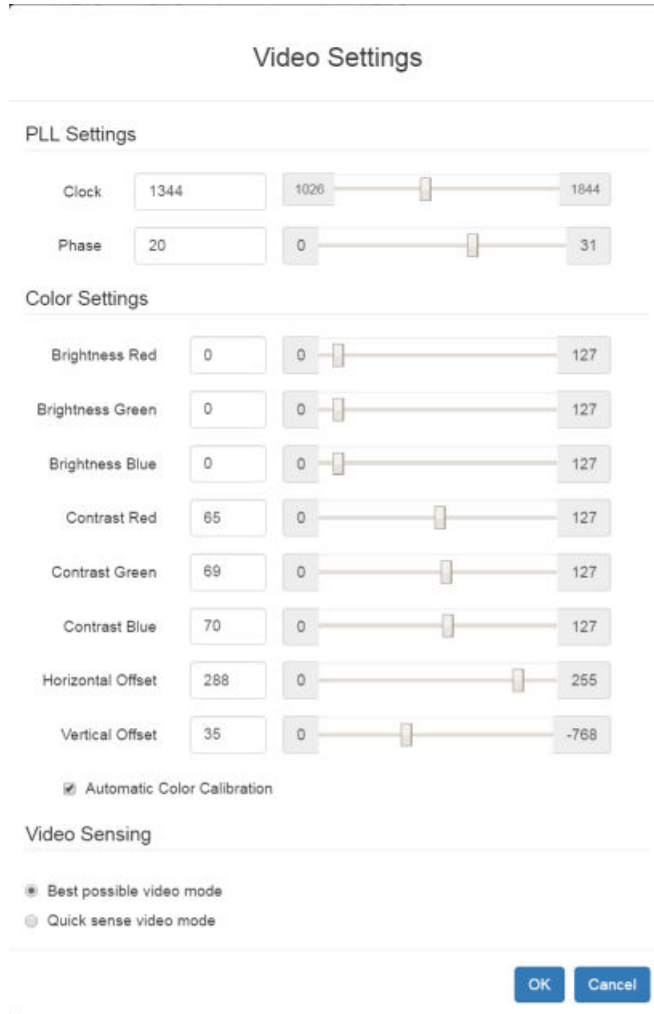 Video Settings
PLL Settings
Clock 1344 1026 1844
Phase 20 0 31
Color Settings
Brightness Red 0 0 127
Brightness Green 0 0 127
Brightness Blue 0 0 127
Contrast Red 65 0 127
Contrast Green 69 0 127
Contrast Blue 70 0 127
Horizontal Offset 288 0 255
Vertical Offset 35 0 -768
Automatic Color Calibration
Video Sensing
Best possible video mode
Quick sense video mode
OK Cancel